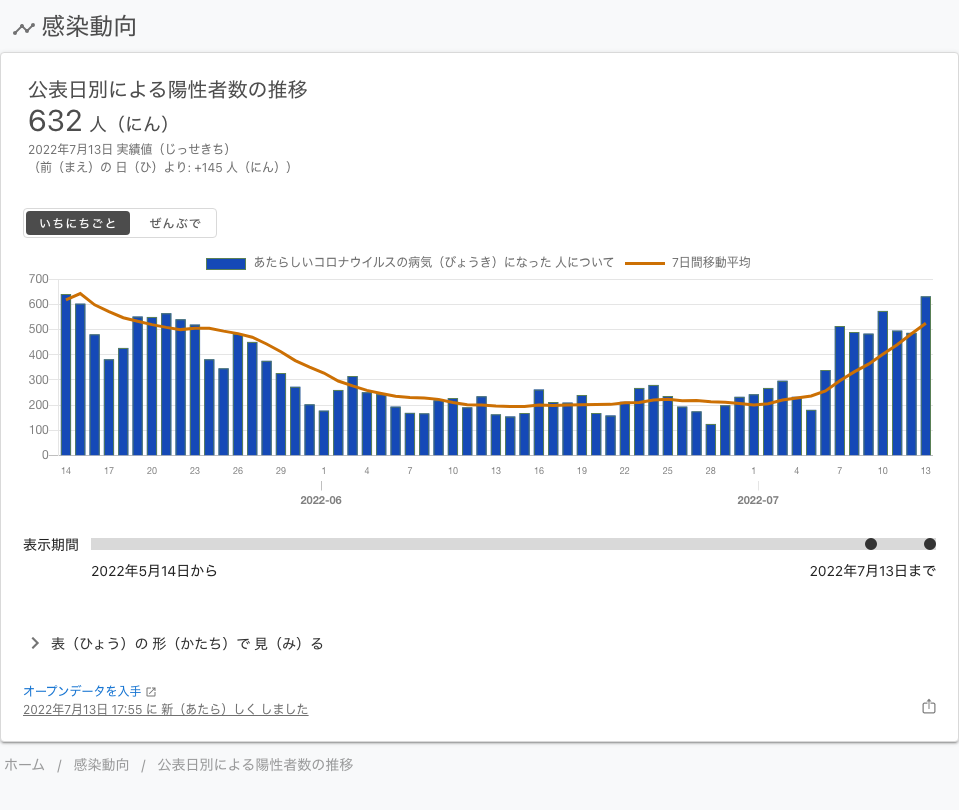 感染動向
公表日別による陽性者数の推移
632 人（にん）
2022年7月13日 実績値（じっせきち）
（前（まえ）の 日（ひ）より: +145 人（にん））
いちにちごと ぜんぶで
あたらしいコロナウイルスの病気（びょうき）になった 人について 7日間移動平均
700
600
500
400
300
200
100
0
14 17 20 23 26 29 1 4 7 10 13 16 19 22 25 28 1 4 7 10 13
2022-06 2022-07
表示期間
2022年5月14日から 2022年7月13日まで
表（ひょう）の 形（かたち）で 見（み）る
オープンデータを入手
2022年7月13日 17:55 に 新（あたら）しく しました
ホーム / 感染動向 / 公表日別による陽性者数の推移